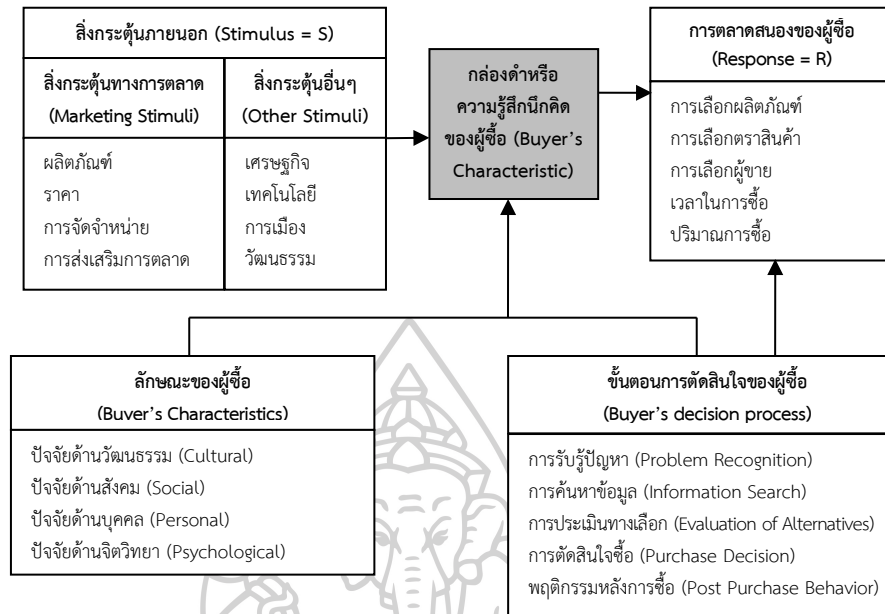 สิ่งกระตุ้นภายนอก (Stimulus = S)
สิ่งกระตุ้นทางการตลาด
(Marketing Stimuli)
ผลิตภัณฑ์
ราคา
การจัดจำหน่าย
การส่งเสริมการตลาด
สิ่งกระตุ้นอื่นๆ
(Other Stimuli)
เศรษฐกิจ
เทคโนโลยี
การเมือง
วัฒนธรรม
กล่องดำหรือ
ความรู้สึกนึกคิด
ของผู้ซื้อ (Buyer's
Characteristic)
การตลาดสนองของผู้ซื้อ
(Response = R)
การเลือกผลิตภัณฑ์
การเลือกตราสินค้า
การเลือกผู้ขาย
เวลาในการซื้อ
ปริมาณการซื้อ
ลักษณะของผู้ซื้อ
(Buver's Characteristics)
ปัจจัยด้านวัฒนธรรม (Cultural)
ปัจจัยด้านสังคม (Social)
ปัจจัยด้านบุคคล (Personal)
ปัจจัยด้านจิตวิทยา (Psychological)
ขั้นตอนการตัดสินใจของผู้ซื้อ
(Buyer's decision process)
การรับรู้ปัญหา (Problem Recognition)
การค้นหาข้อมูล (Information Search)
การประเมินทางเลือก (Evaluation of Alternatives)
การตัดสินใจซื้อ (Purchase Decision)
พฤติกรรมหลังการซื้อ (Post Purchase Behavior)